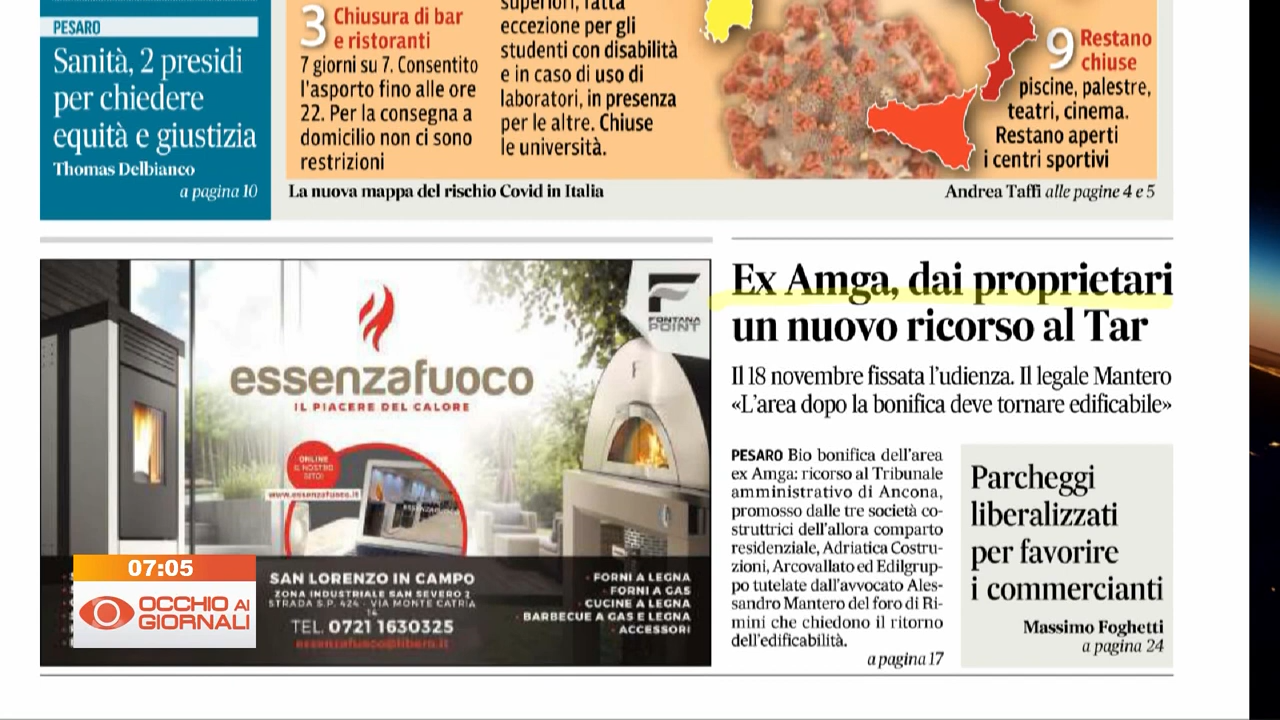 PESARO
Sanità, 2 presidi
per chiedere
equità e giustizia
Thomas Delbianco
a pagina 10
3 Chiusura di bar
e ristoranti
7 giorni su 7. Consentito
l'asporto fino alle ore
22. Per la consegna a
domicilio non ci sono
restrizioni
superiori, fatta
eccezione per gli
studenti con disabilità
e in caso di uso di
laboratori, in presenza
per le altre. Chiuse
le università.
9 Restano
chiuse
piscine, palestre,
teatri, cinema.
Restano aperti
i centri sportivi
La nuova mappa del rischio Covid in Italia
Andrea Taffi alle pagine 4 e 5
FONTANA
POINT
essenzafuoco
IL PIACERE DEL CALORE
ONLINE
IL NOSTRO
SITO!
www.essenzafuoco.it
SAN LORENZO IN CAMPO
ZONA INDUSTRIALE SAN SEVERO 2
STRADA S.P. 424 - VIA MONTE CATRIA
14
TEL. 0721 1630325
essenzafuoco@libero.it
- FORNI A LEGNA
- FORNI A GAS
- CUCINE A LEGNA
- BARBECUE A GAS E LEGNA
- ACCESSORI
07:05
OCCHIO AI
GIORNALI
Ex Amga, dai proprietari
un nuovo ricorso al Tar
Il 18 novembre fissata l'udienza. Il legale Mantero
«L'area dopo la bonifica deve tornare edificabile»
PESARO Bio bonifica dell'area
ex Amga: ricorso al Tribunale
amministrativo di Ancona,
promosso dalle tre società co-
struttrici dell'allora comparto
residenziale, Adriatica Costru-
zioni, Arcovallato ed Edilgrup-
po tutelate dall'avvocato Ales-
sandro Mantero del foro di Ri-
mini che chiedono il ritorno
dell'edificabilità.
a pagina 17
Parcheggi
liberalizzati
per favorire
i commercianti
Massimo Foghetti
a pagina 24